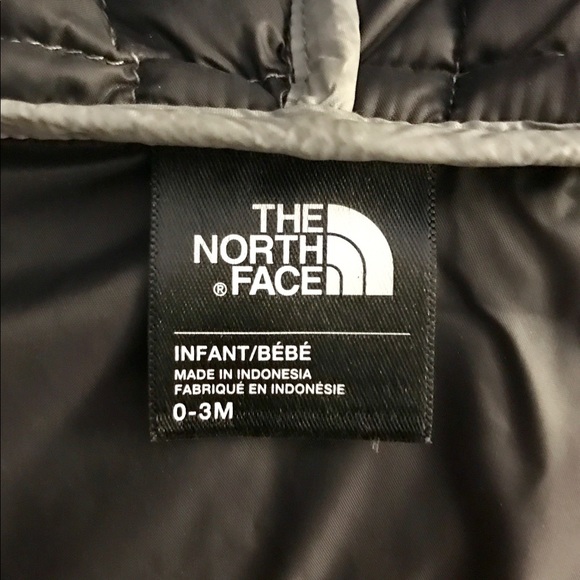 THE
NORTH
® FACE
INFANT/BÉBÉ
MADE IN INDONESIA
FABRIQUÉ EN INDONÉSIE
0-3M